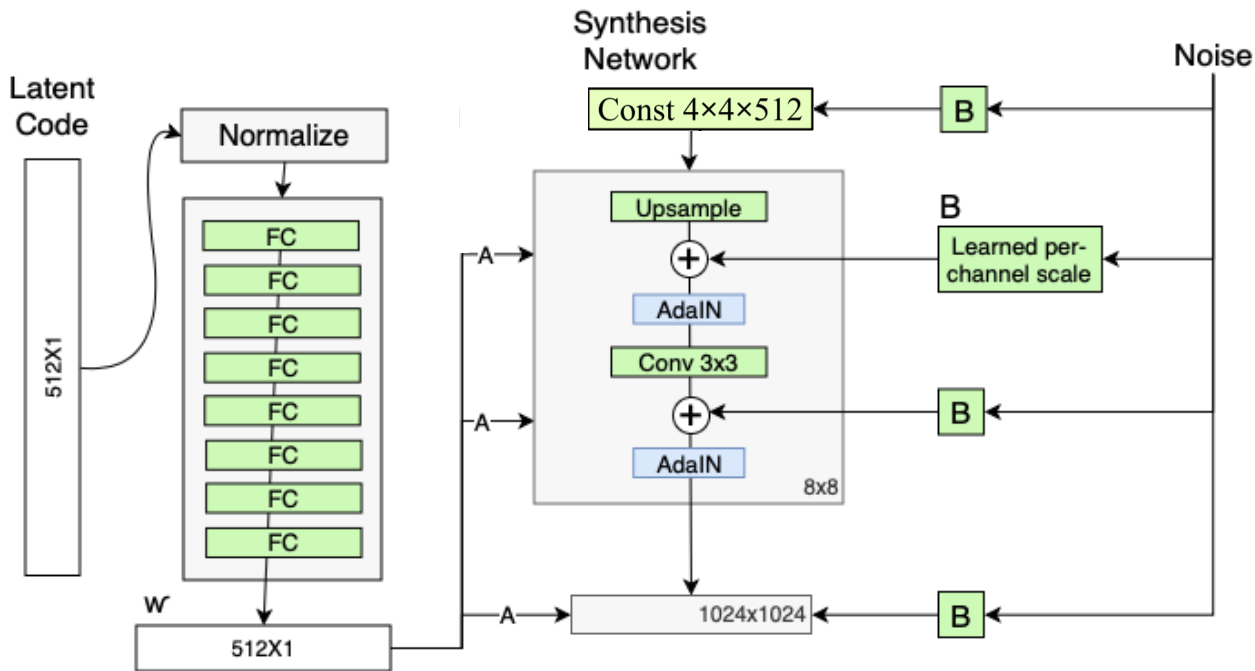 Latent
Code
512X1
Normalize
FC
FC
FC
FC
FC
FC
FC
FC
w
512X1
A
A
A
Synthesis
Network
Const 4×4×512
Upsample
+
AdaIN
Conv 3x3
+
AdaIN
8x8
1024x1024
Noise
B
B
Learned per-
channel scale
B
B